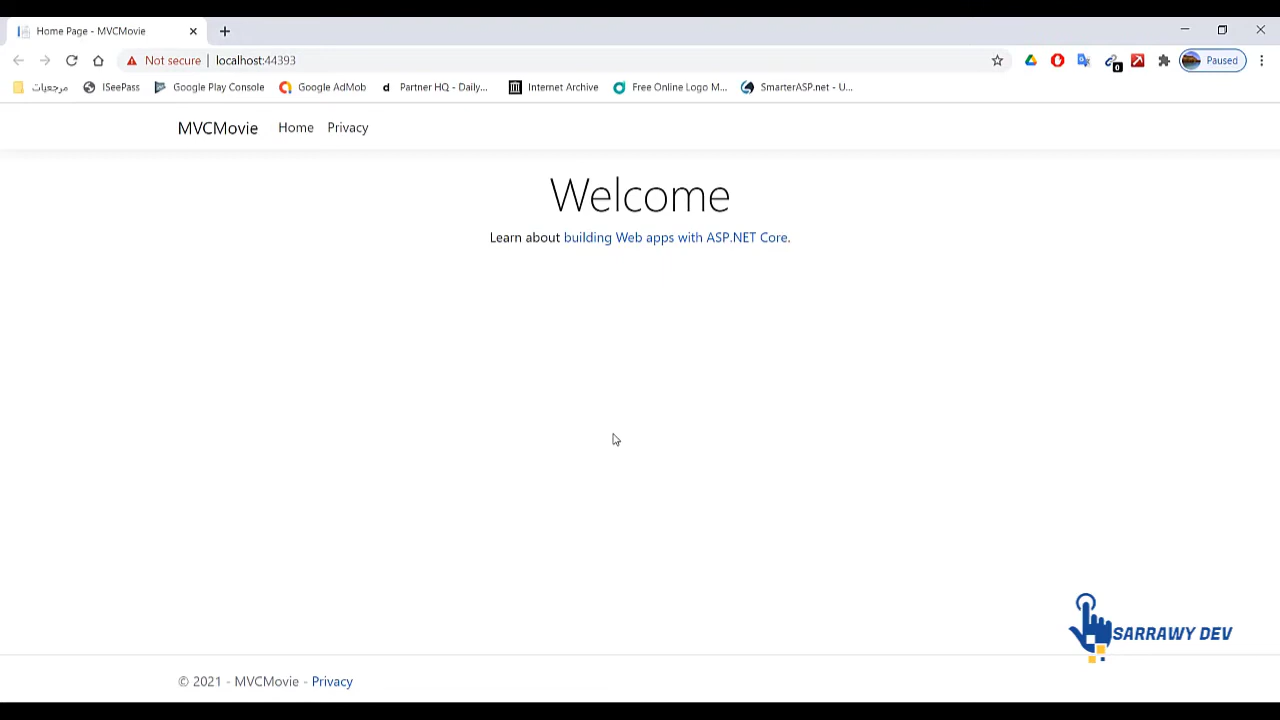 Home Page - MVCMovie
Not secure | localhost:44393
0
Paused
مرجعيات ISeePass Google Play Console Google AdMob d Partner HQ - Daily... Internet Archive Free Online Logo M... SmarterASP.net - U...
MVCMovie Home Privacy
Welcome
Learn about building Web apps with ASP.NET Core.
SARRAWY DEV
© 2021 - MVCMovie - Privacy